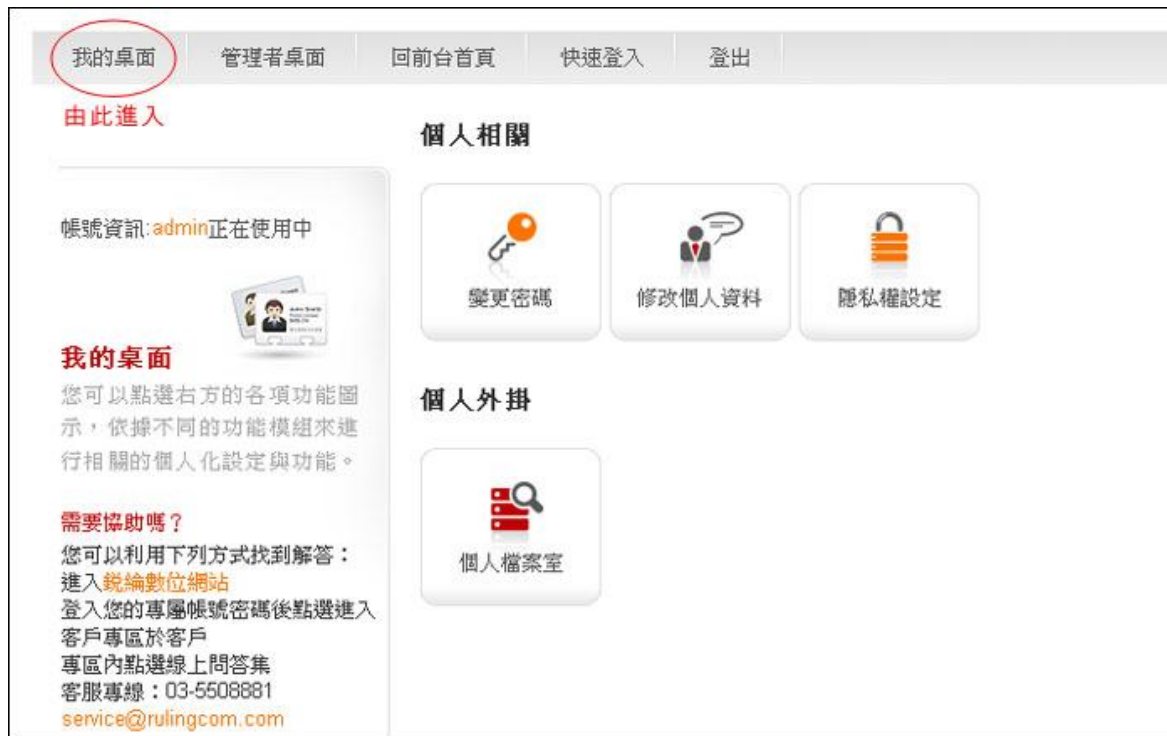 我的桌面 管理者桌面 回前台首頁 快速登入 登出
由此進入
帳號資訊:admin正在使用中
我的桌面
您可以點選右方的各項功能圖
示，依據不同的功能模組來進
行相關的個人化設定與功能。
需要協助嗎？
您可以利用下列方式找到解答：
進入銳綸數位網站
登入您的專屬帳號密碼後點選進入
客戶專區於客戶
專區內點選線上問答集
客服專線：03-5508881
service@rulingcom.com
個人相關
變更密碼 修改個人資料 隱私權設定
個人外掛
個人檔案室